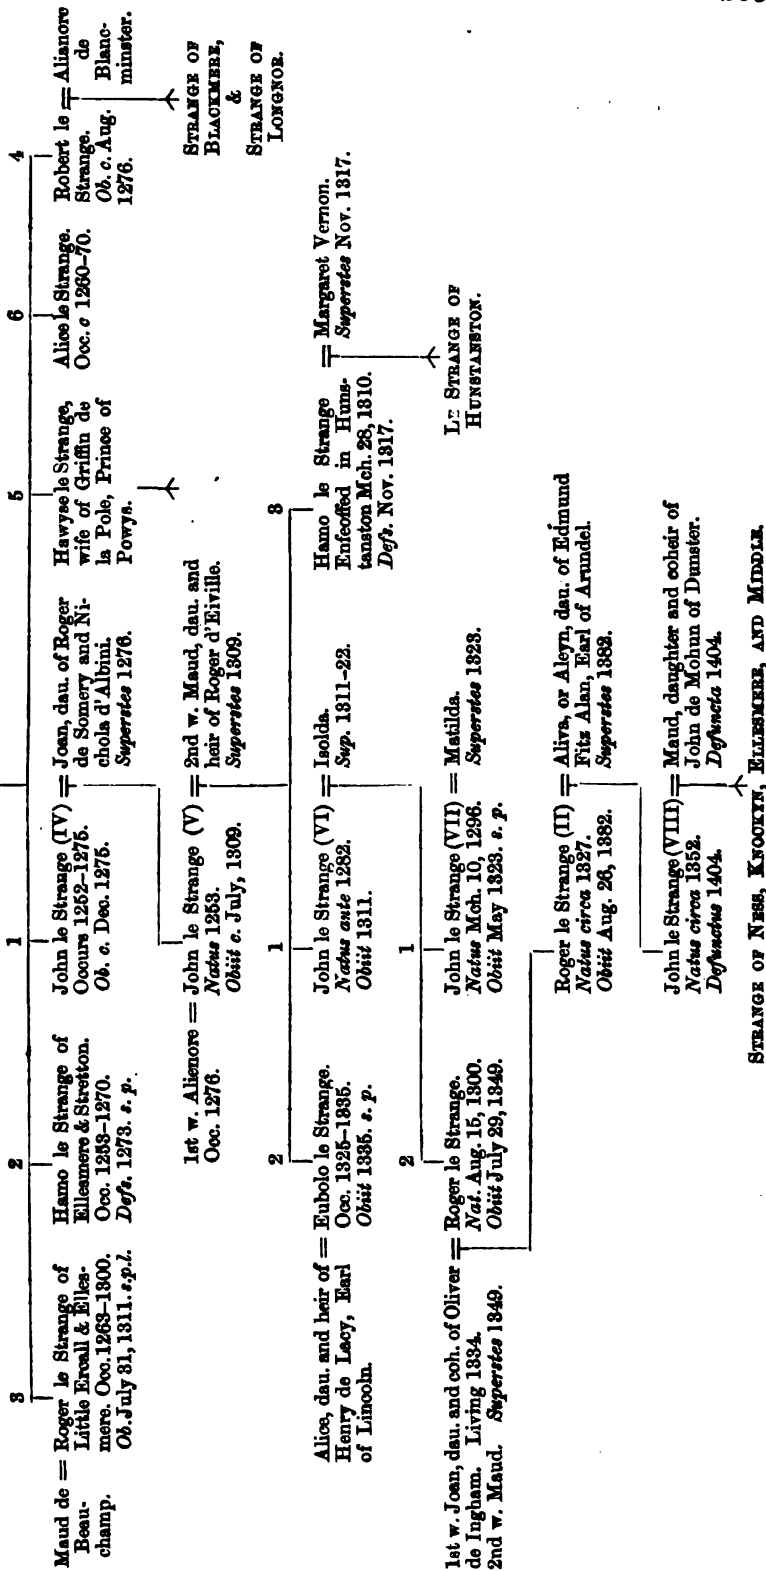 3
2
1
5
6
4
Maud de = Roger le Strange of
Beau-
champ.
Little Ercall & Elles-
mere. Occ. 1263–1300.
Ob. July 31, 1311. s.p.l.
Hamo le Strange of
Ellesmere & Stretton.
Occ. 1253–1270.
Defs. 1273. s. p.
John le Strange (IV) = Joan, dau. of Roger
Occurs 1252–1275.
Ob. c. Dec. 1275.
de Somery and Ni-
chola d'Albini.
Superstes 1276.
Hawyse le Strange,
wife of Griffin de
la Pole, Prince of
Powys.
Alice le Strange.
Occ. c 1260–70.
Robert le = Alianore
Strange.
Ob. c. Aug.
1276.
de
Blanc-
minster.
STRANGE OF
BLACKMERE,
&
STRANGE OF
LONGNOR.
1st w. Alienore = John le Strange (V) = 2nd w. Maud, dau. and
Occ. 1276.
Natus 1253.
Obiit c. July, 1309.
heir of Roger d'Eiville.
Superstes 1309.
2
1
3
Alice, dau. and heir of = Eubolo le Strange.
Henry de Lacy, Earl
of Lincoln.
Occ. 1325–1335.
Obiit 1335. s. p.
John le Strange (VI) = Isolda.
Natus ante 1282.
Obiit 1311.
Sup. 1311–22.
Hamo le Strange = Margaret Vernon.
Enfeoffed in Huns-
tanston Mch. 28, 1310.
Defs. Nov. 1317.
Superstes Nov. 1317.
LE STRANGE OF
HUNSTANSTON.
2
1
1st w. Joan, dau. and coh. of Oliver = Roger le Strange.
de Ingham. Living 1334.
2nd w. Maud. Superstes 1349.
Nat. Aug. 15, 1300.
Obiit July 29, 1349.
John le Strange (VII) = Matilda.
Natus Mch. 10, 1296.
Obiit May 1323. s. p.
Superstes 1323.
Roger le Strange (II) = Aliva, or Aleyn, dau. of Edmund
Natus circa 1327.
Obiit Aug. 26, 1382.
Fitz Alan, Earl of Arundel.
Superstes 1382.
John le Strange (VIII) = Maud, daughter and coheir of
Natus circa 1352.
Defunctus 1404.
John de Mohun of Dunster.
Defuncta 1404.
STRANGE OF NESS, KNOCKYN, ELLESMERE, AND MIDDLE.